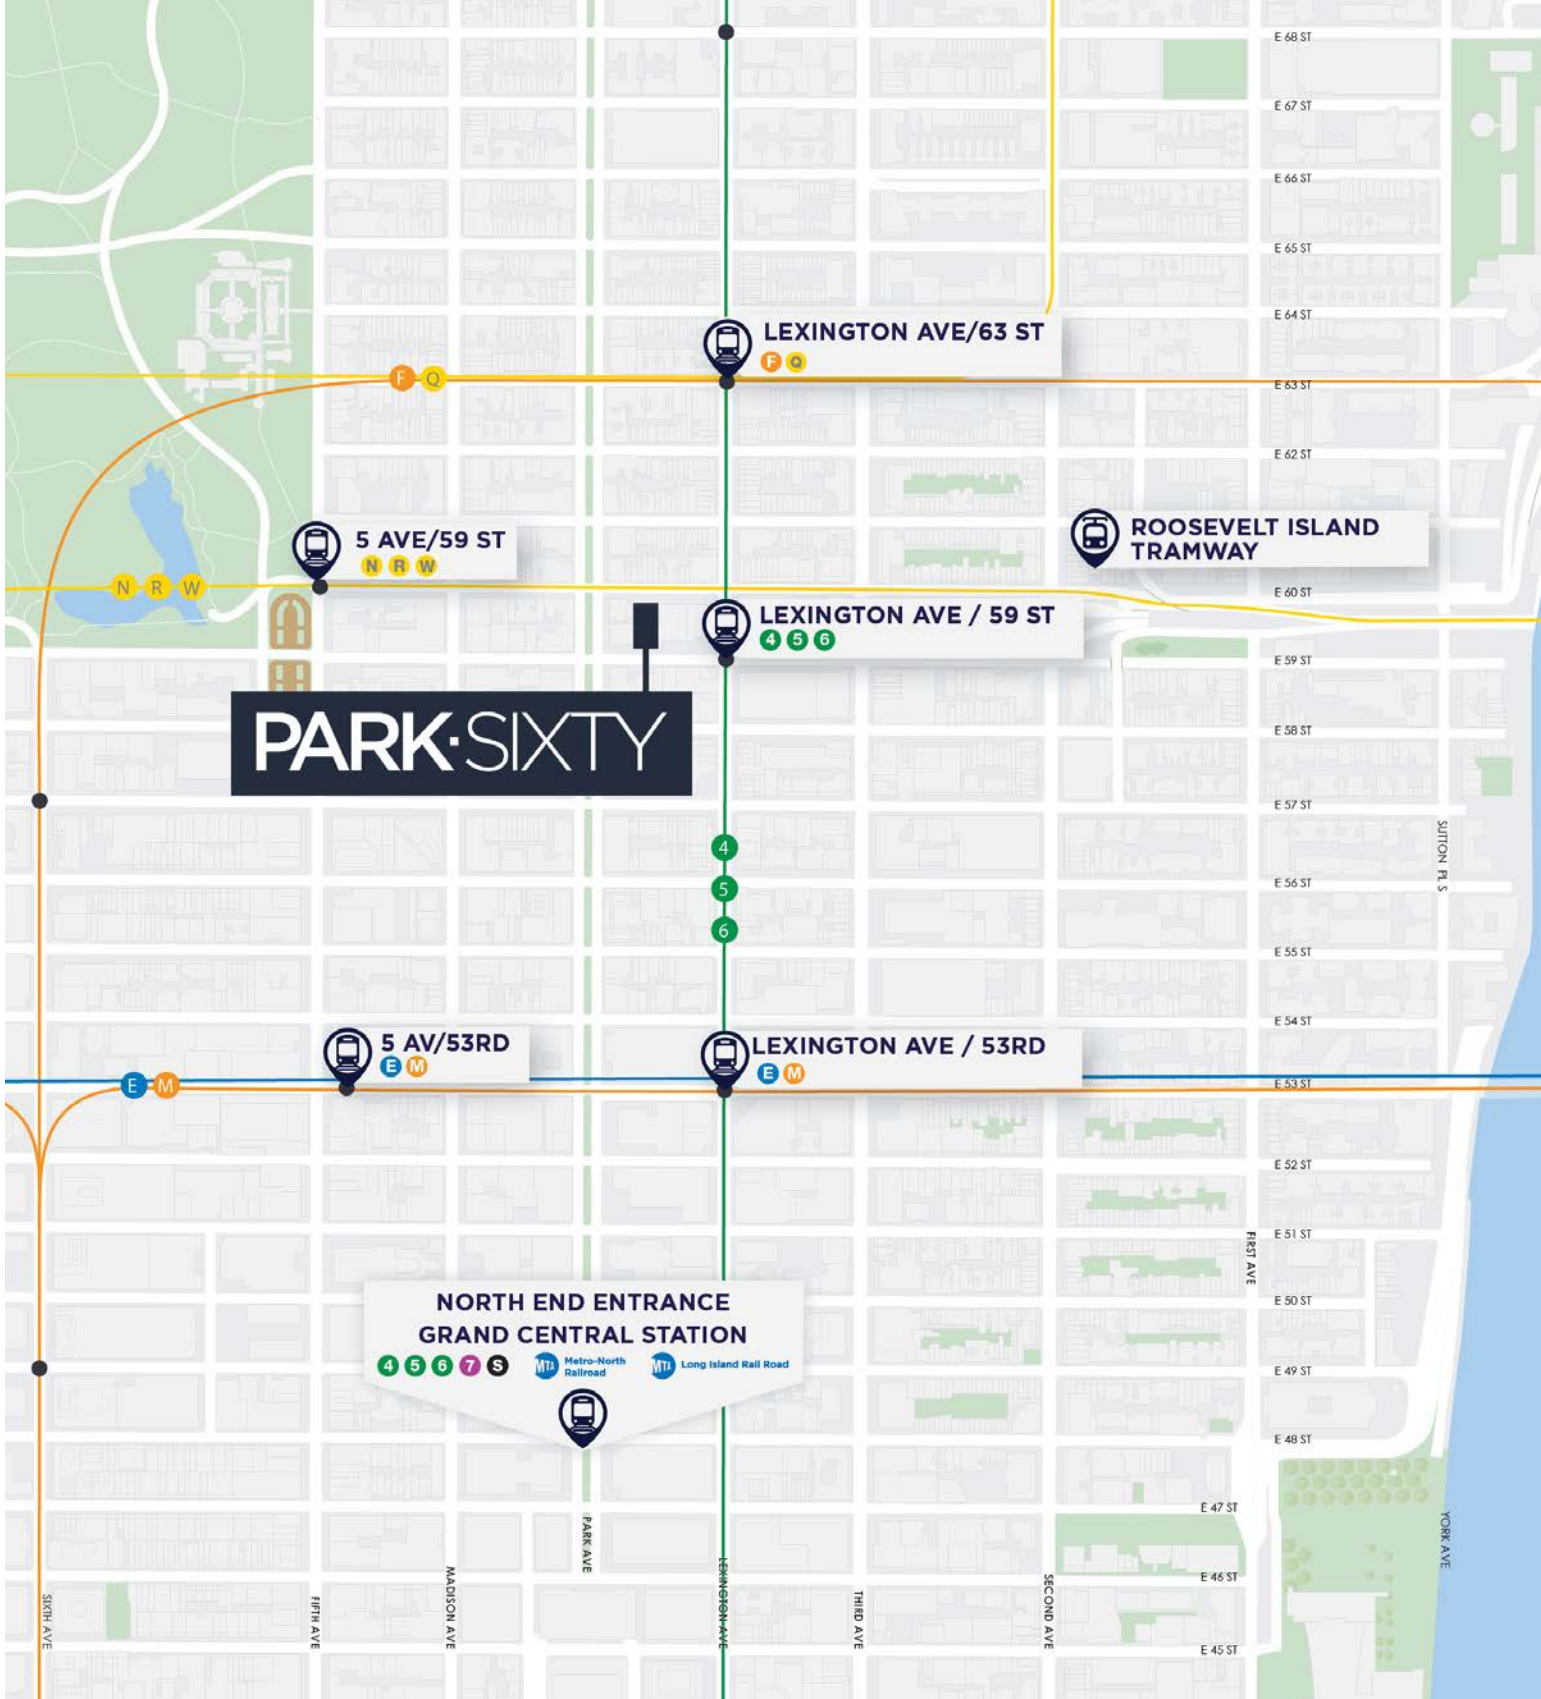 E 68 ST
E 67 ST
E 66 ST
E 65 ST
E 64 ST
LEXINGTON AVE/63 ST
F Q
F Q
E 63 ST
E 62 ST
5 AVE/59 ST
N R W
ROOSEVELT ISLAND
TRAMWAY
N R W
E 60 ST
LEXINGTON AVE / 59 ST
4 5 6
E 59 ST
PARK·SIXTY
E 58 ST
E 57 ST
SUTTON PL S
4
5
6
E 56 ST
E 55 ST
E 54 ST
5 AV/53RD
E M
LEXINGTON AVE / 53RD
E M
E M
E 53 ST
E 52 ST
E 51 ST
FIRST AVE
NORTH END ENTRANCE
GRAND CENTRAL STATION
4 5 6 7 S
MTA Metro-North
Railroad
MTA Long Island Rail Road
E 50 ST
E 49 ST
E 48 ST
E 47 ST
E 46 ST
E 45 ST
SIXTH AVE
FIFTH AVE
MADISON AVE
PARK AVE
LEXINGTON AVE
THIRD AVE
SECOND AVE
YORK AVE